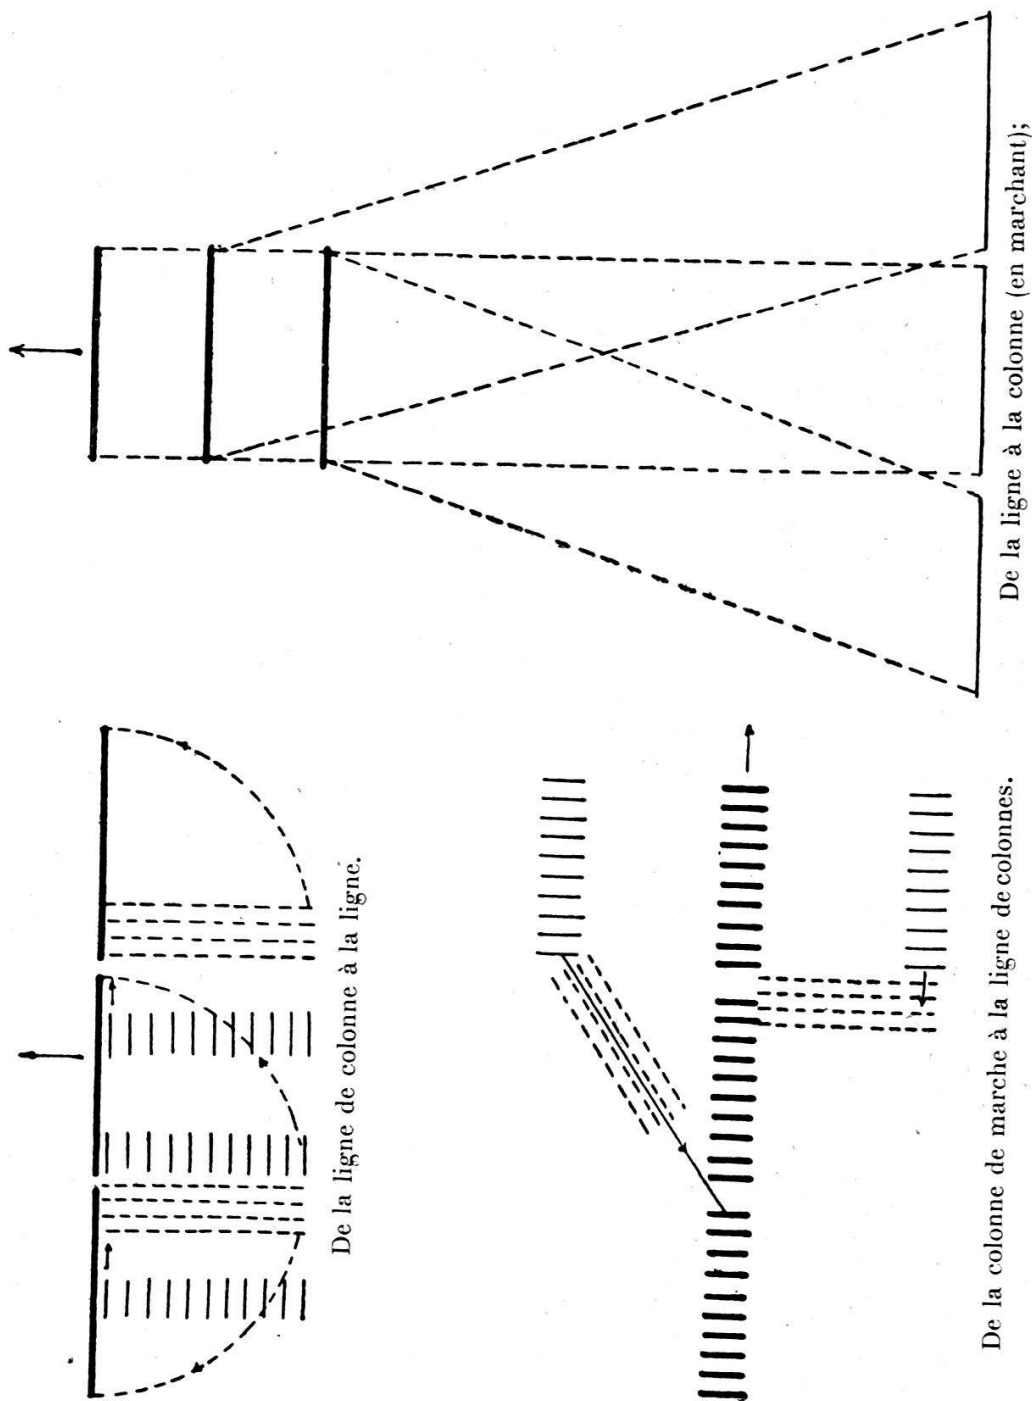 De la ligne de colonne à la ligne.
De la colonne de marche à la ligne de colonnes.
De la ligne à la colonne (en marchant);